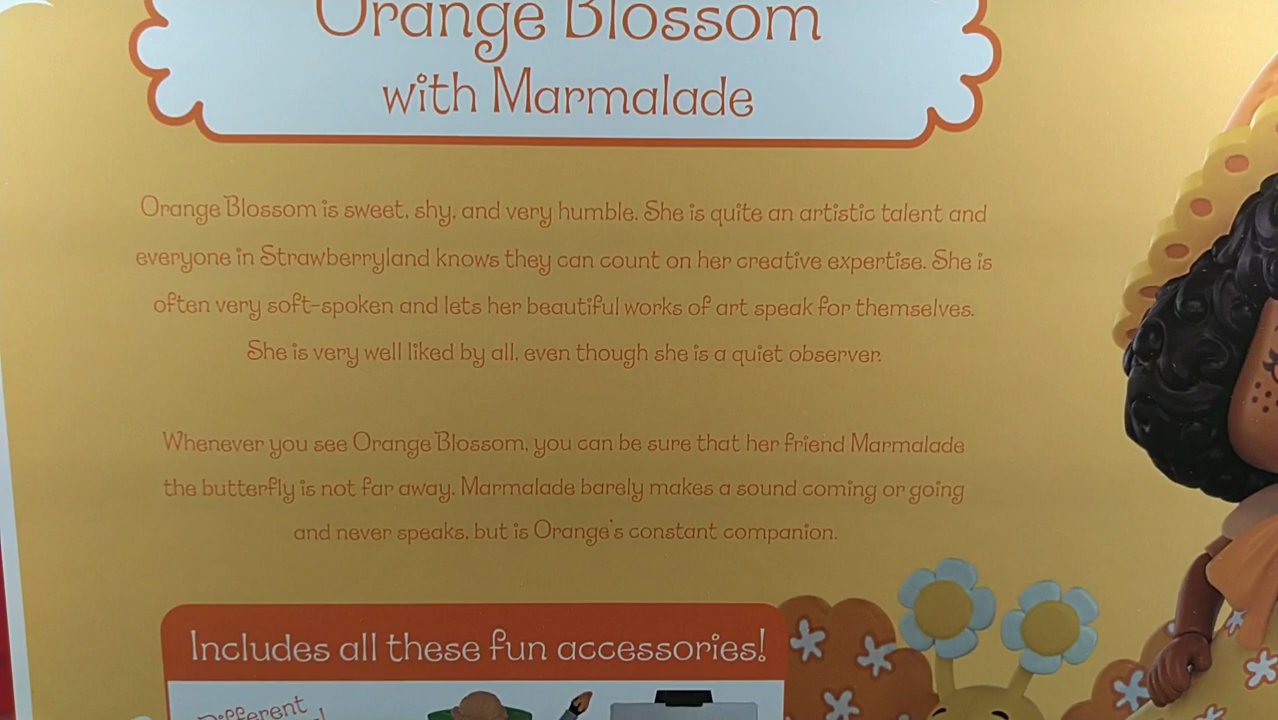 Orange Blossom
with Marmalade
Orange Blossom is sweet, shy, and very humble. She is quite an artistic talent and
everyone in Strawberryland knows they can count on her creative expertise. She is
often very soft-spoken and lets her beautiful works of art speak for themselves.
She is very well liked by all, even though she is a quiet observer.
Whenever you see Orange Blossom, you can be sure that her friend Marmalade
the butterfly is not far away. Marmalade barely makes a sound coming or going
and never speaks, but is Orange's constant companion.
Includes all these fun accessories!
Different